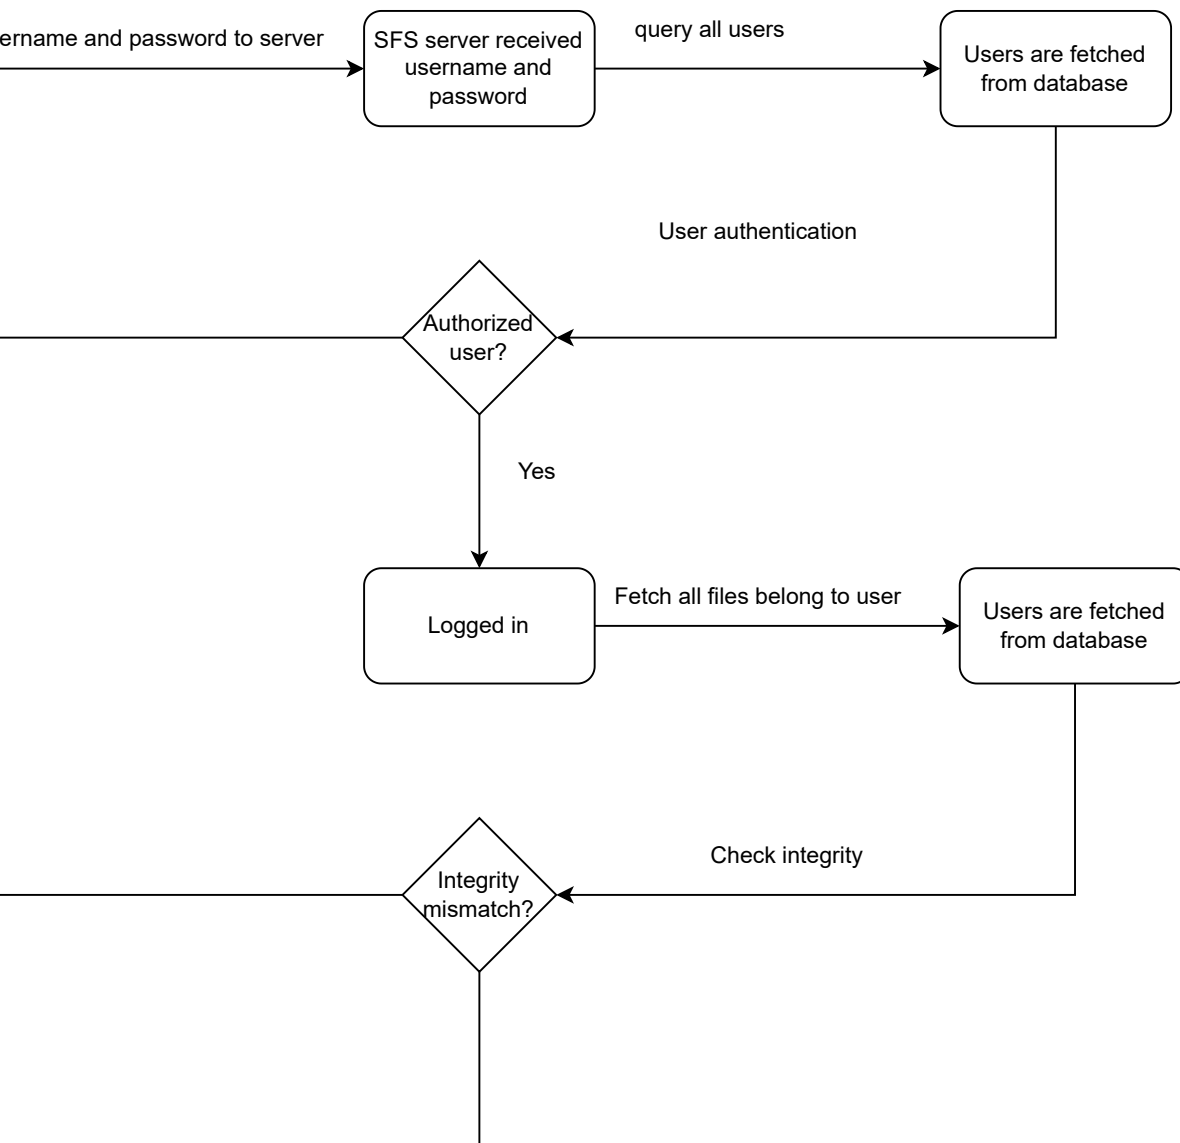 ername and password to server
SFS server received
username and
password
query all users
Users are fetched
from database
User authentication
Authorized
user?
Yes
Logged in
Fetch all files belong to user
Users are fetched
from database
Check integrity
Integrity
mismatch?